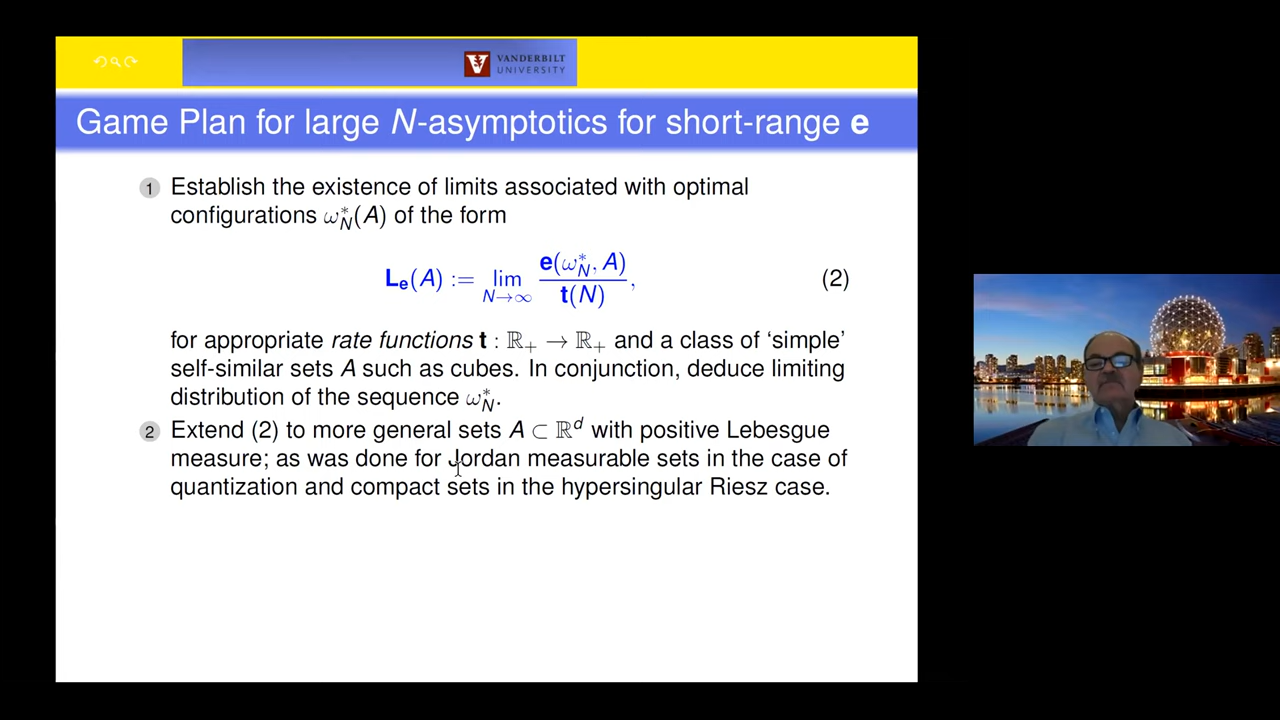 VANDERBILT
UNIVERSITY
Game Plan for large N-asymptotics for short-range e
1 Establish the existence of limits associated with optimal
configurations ω*_N(A) of the form
L_e(A) := lim_{N→∞} e(ω*_N, A) / t(N), (2)
for appropriate rate functions t : ℝ₊ → ℝ₊ and a class of ‘simple’
self-similar sets A such as cubes. In conjunction, deduce limiting
distribution of the sequence ω*_N.
2 Extend (2) to more general sets A ⊂ ℝ^d with positive Lebesgue
measure; as was done for Jordan measurable sets in the case of
quantization and compact sets in the hypersingular Riesz case.